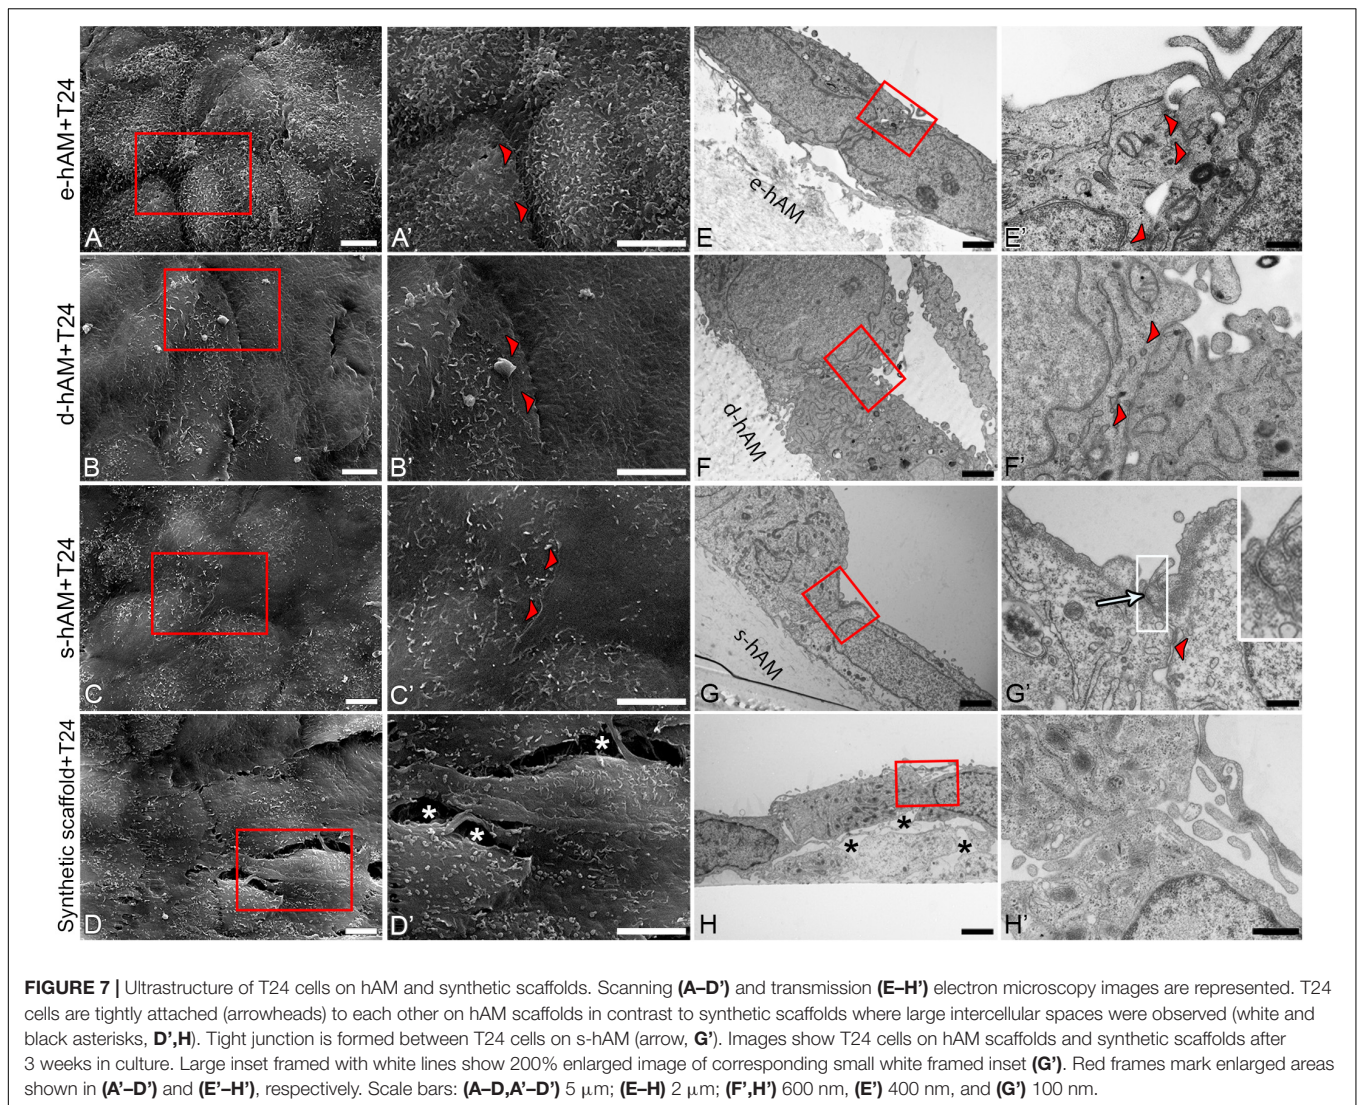 e-hAM+T24
A
A'
e-hAM
E
E'
d-hAM+T24
B
B'
d-hAM
F
F'
s-hAM+T24
C
C'
s-hAM
G
G'
Synthetic scaffold+T24
D
*
*
*
D'
*
*
*
H
H'
FIGURE 7 | Ultrastructure of T24 cells on hAM and synthetic scaffolds. Scanning (A–D') and transmission (E–H') electron microscopy images are represented. T24
cells are tightly attached (arrowheads) to each other on hAM scaffolds in contrast to synthetic scaffolds where large intercellular spaces were observed (white and
black asterisks, D',H). Tight junction is formed between T24 cells on s-hAM (arrow, G'). Images show T24 cells on hAM scaffolds and synthetic scaffolds after
3 weeks in culture. Large inset framed with white lines show 200% enlarged image of corresponding small white framed inset (G'). Red frames mark enlarged areas
shown in (A'–D') and (E'–H'), respectively. Scale bars: (A–D,A'–D') 5 μm; (E–H) 2 μm; (F',H') 600 nm, (E') 400 nm, and (G') 100 nm.